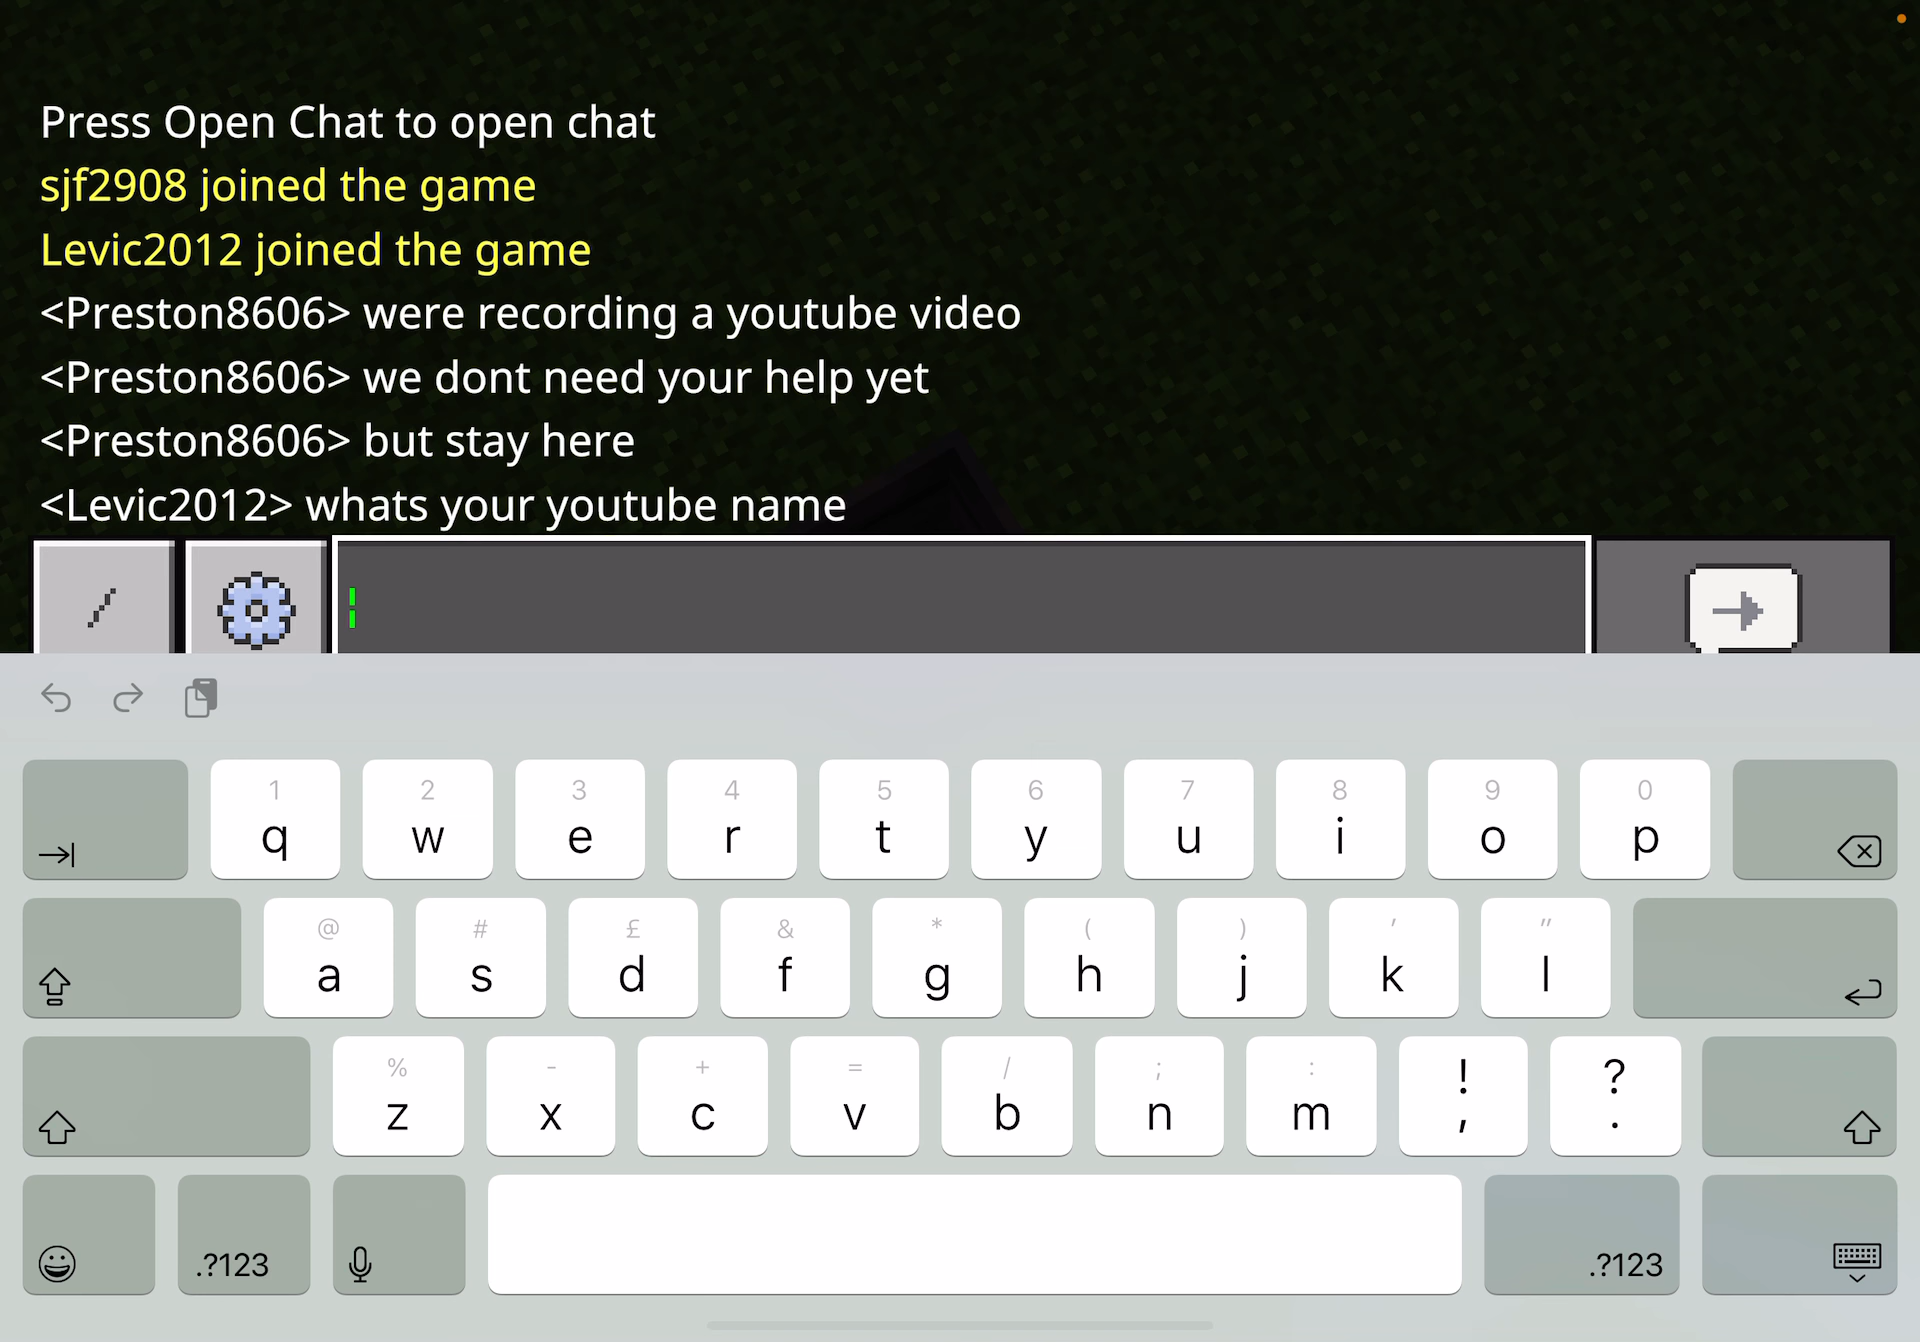 Press Open Chat to open chat
sjf2908 joined the game
Levic2012 joined the game
<Preston8606> were recording a youtube video
<Preston8606> we dont need your help yet
<Preston8606> but stay here
<Levic2012> whats your youtube name
/
1 2 3 4 5 6 7 8 9 0
q w e r t y u i o p
@ # £ & * ( ) ' "
a s d f g h j k l
% - + = / ; : ! ?
z x c v b n m , .
.?123 .?123